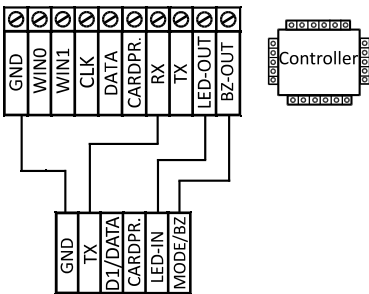 GND
WIN0
WIN1
CLK
DATA
CARDPR.
RX
TX
LED-OUT
BZ-OUT
Controller
GND
TX
D1/DATA
CARDPR.
LED-IN
MODE/BZ